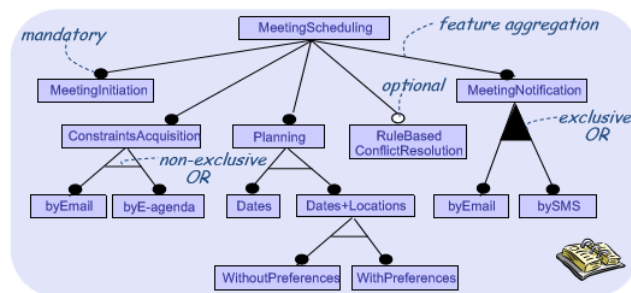 MeetingScheduling
mandatory
feature aggregation
optional
MeetingInitiation
MeetingNotification
exclusive
OR
ConstraintsAcquisition
Planning
RuleBased
ConflictResolution
non-exclusive
OR
byEmail
byE-agenda
Dates
Dates+Locations
byEmail
bySMS
WithoutPreferences
WithPreferences